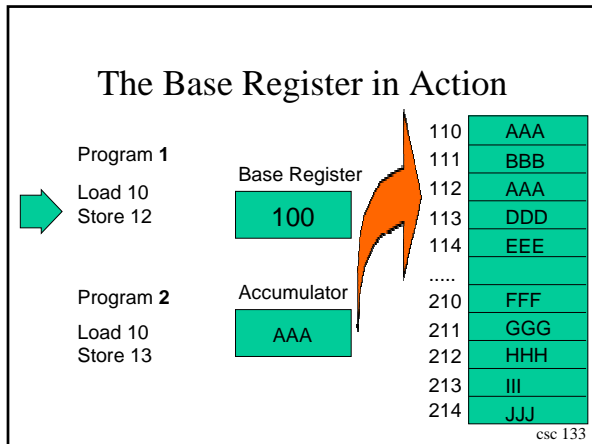 The Base Register in Action
Program 1
Load 10
Store 12
Program 2
Load 10
Store 13
Base Register
100
Accumulator
AAA
110 AAA
111 BBB
112 AAA
113 DDD
114 EEE
.....
210 FFF
211 GGG
212 HHH
213 III
214 JJJ
csc 133